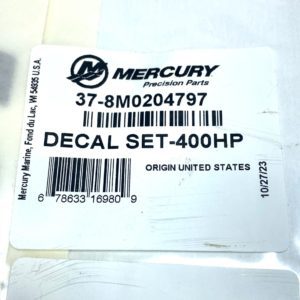 MERCURY
Precision Parts
37-8M0204797
DECAL SET-400HP
ORIGIN UNITED STATES
6 78633 16980 9
10/27/23
Mercury Marine, Fond du Lac, WI 54935 U.S.A.